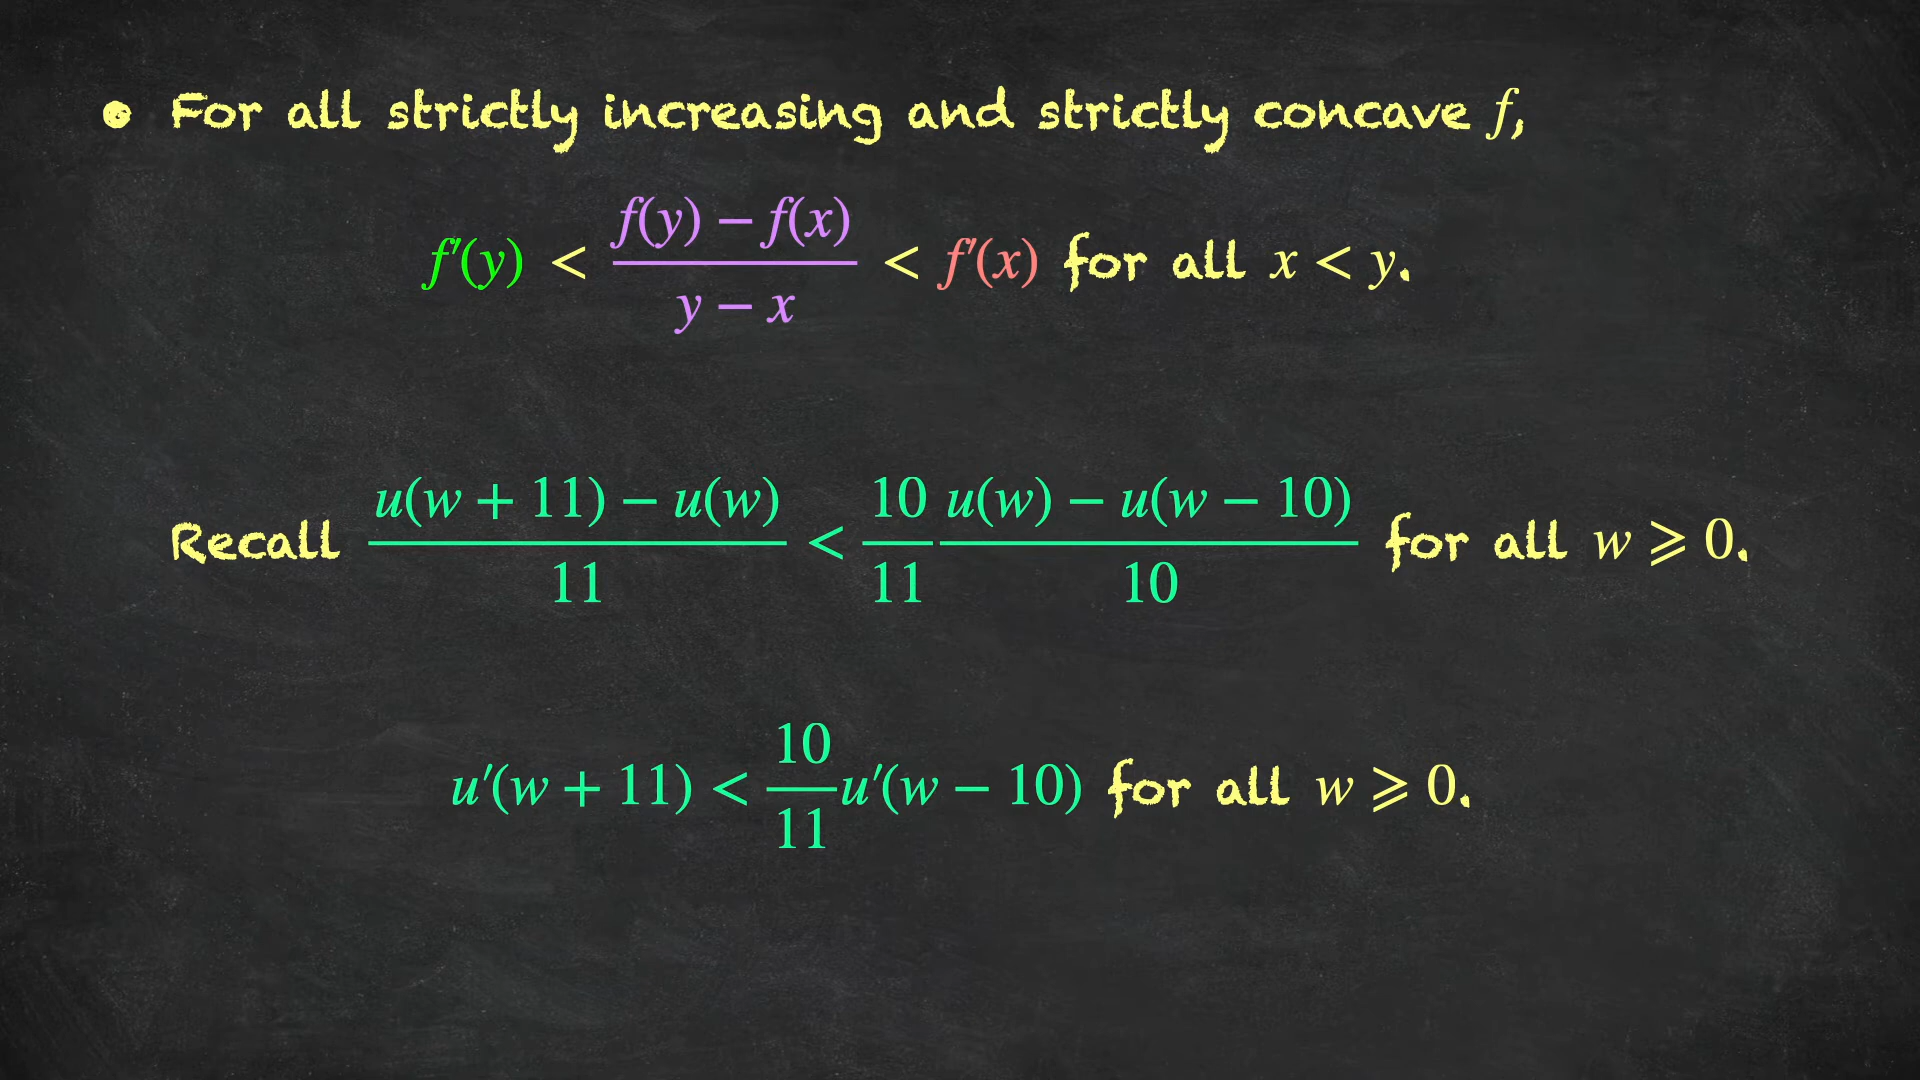 • For all strictly increasing and strictly concave f,
f′(y) < (f(y) − f(x))/(y − x) < f′(x) for all x < y.
Recall (u(w + 11) − u(w))/11 < 10/11 (u(w) − u(w − 10))/10 for all w ⩾ 0.
u′(w + 11) < 10/11 u′(w − 10) for all w ⩾ 0.